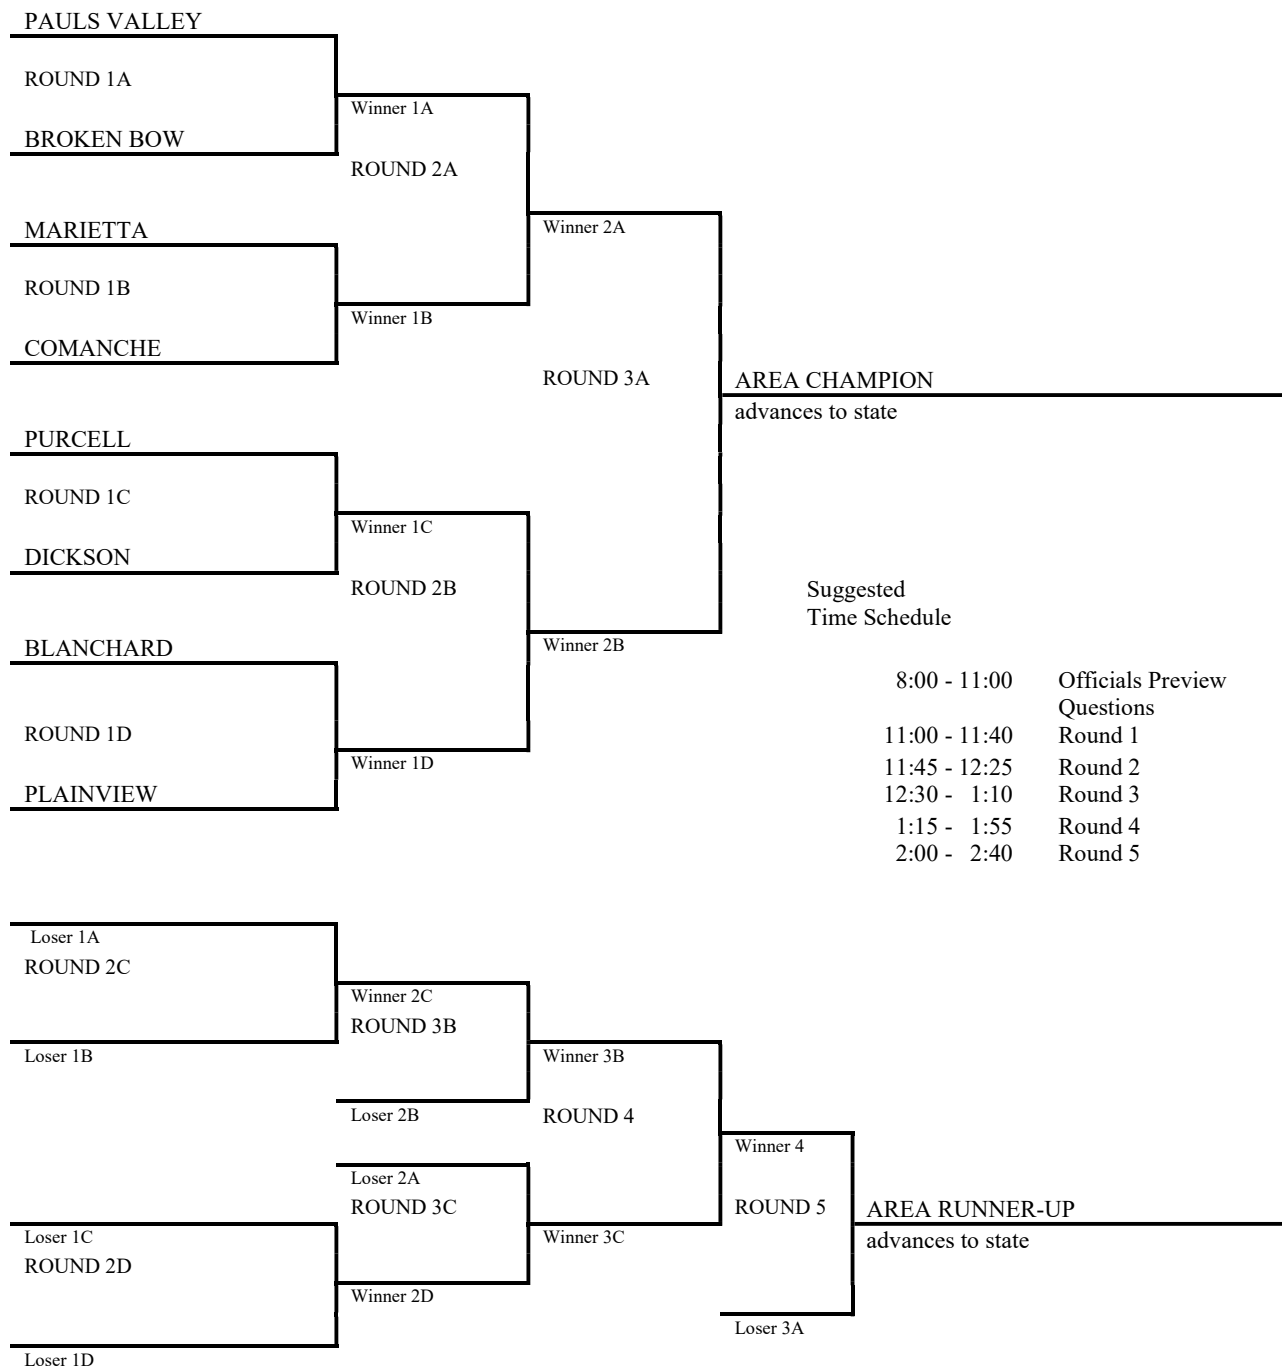 PAULS VALLEY
ROUND 1A
Winner 1A
BROKEN BOW
ROUND 2A
MARIETTA
Winner 2A
ROUND 1B
Winner 1B
COMANCHE
ROUND 3A
AREA CHAMPION
advances to state
PURCELL
ROUND 1C
Winner 1C
DICKSON
ROUND 2B
Suggested
Time Schedule
BLANCHARD
Winner 2B
8:00 - 11:00 Officials Preview
Questions
ROUND 1D
11:00 - 11:40 Round 1
Winner 1D
11:45 - 12:25 Round 2
PLAINVIEW
12:30 - 1:10 Round 3
1:15 - 1:55 Round 4
2:00 - 2:40 Round 5
Loser 1A
ROUND 2C
Winner 2C
ROUND 3B
Loser 1B
Winner 3B
Loser 2B
ROUND 4
Winner 4
Loser 2A
ROUND 3C
ROUND 5
AREA RUNNER-UP
Loser 1C
Winner 3C
advances to state
ROUND 2D
Winner 2D
Loser 3A
Loser 1D